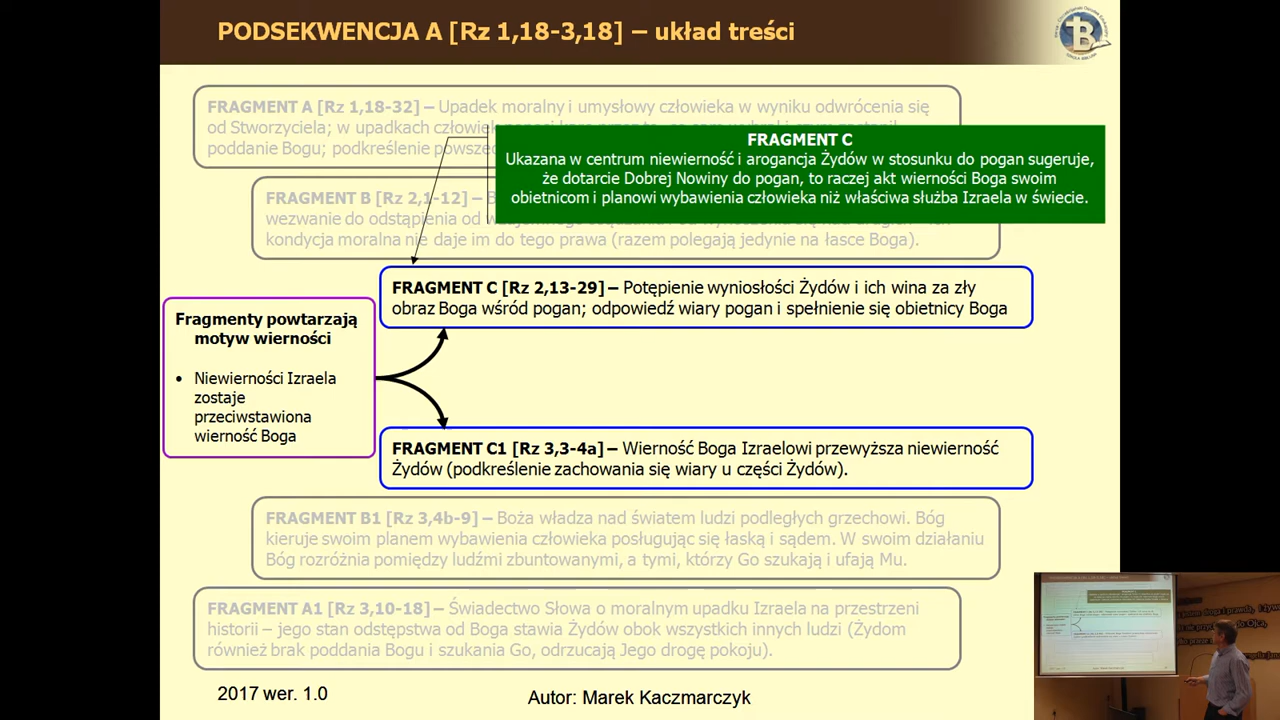 PODSEKWENCJA A [Rz 1,18-3,18] – układ treści
FRAGMENT A [Rz 1,18-32] – Upadek moralny i umysłowy człowieka w wyniku odwrócenia się
od Stworzyciela; w upadkach człowiek
poddanie Bogu; podkreślenie
FRAGMENT C
Ukazana w centrum niewierność i arogancja Żydów w stosunku do pogan sugeruje,
że dotarcie Dobrej Nowiny do pogan, to raczej akt wierności Boga swoim
obietnicom i planowi wybawienia człowieka niż właściwa służba Izraela w świecie.
FRAGMENT B [Rz 2,1-12] –
wezwanie do odstąpienia od
kondycja moralna nie daje im do tego prawa (razem polegają jedynie na łasce Boga).
FRAGMENT C [Rz 2,13-29] – Potępienie wyniosłości Żydów i ich wina za zły
obraz Boga wśród pogan; odpowiedź wiary pogan i spełnienie się obietnicy Boga
Fragmenty powtarzają
motyw wierności
• Niewierności Izraela
zostaje
przeciwstawiona
wierność Boga
FRAGMENT C1 [Rz 3,3-4a] – Wierność Boga Izraelowi przewyższa niewierność
Żydów (podkreślenie zachowania się wiary u części Żydów).
FRAGMENT B1 [Rz 3,4b-9] – Boża władza nad światem ludzi podległych grzechowi. Bóg
kieruje swoim planem wybawienia człowieka posługując się łaską i sądem. W swoim działaniu
Bóg rozróżnia pomiędzy ludźmi zbuntowanymi, a tymi, którzy Go szukają i ufają Mu.
FRAGMENT A1 [Rz 3,10-18] – Świadectwo Słowa o moralnym upadku Izraela na przestrzeni
historii – jego stan odstępstwa od Boga stawia Żydów obok wszystkich innych ludzi (Żydom
również brak poddania Bogu i szukania Go, odrzucają Jego drogę pokoju).
2017 wer. 1.0
Autor: Marek Kaczmarczyk